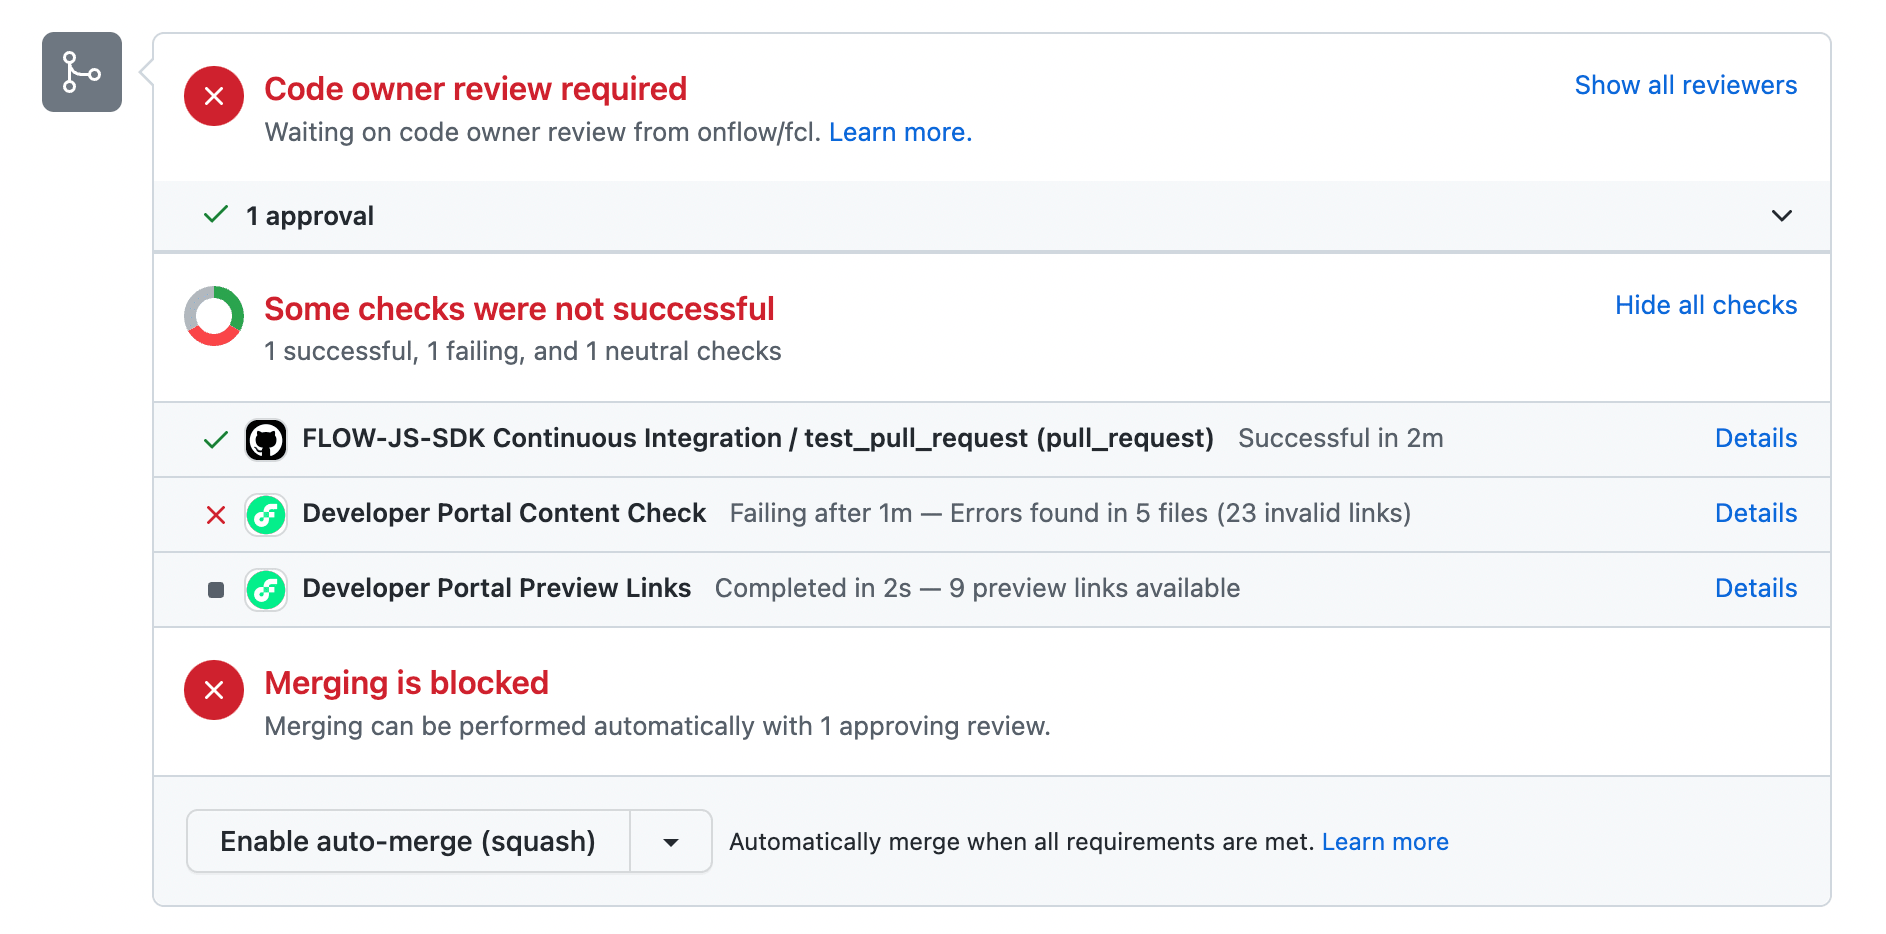 Code owner review required
Show all reviewers
Waiting on code owner review from onflow/fcl. Learn more.
1 approval
Some checks were not successful
Hide all checks
1 successful, 1 failing, and 1 neutral checks
FLOW-JS-SDK Continuous Integration / test_pull_request (pull_request) Successful in 2m Details
Developer Portal Content Check Failing after 1m — Errors found in 5 files (23 invalid links) Details
Developer Portal Preview Links Completed in 2s — 9 preview links available Details
Merging is blocked
Merging can be performed automatically with 1 approving review.
Enable auto-merge (squash) Automatically merge when all requirements are met. Learn more